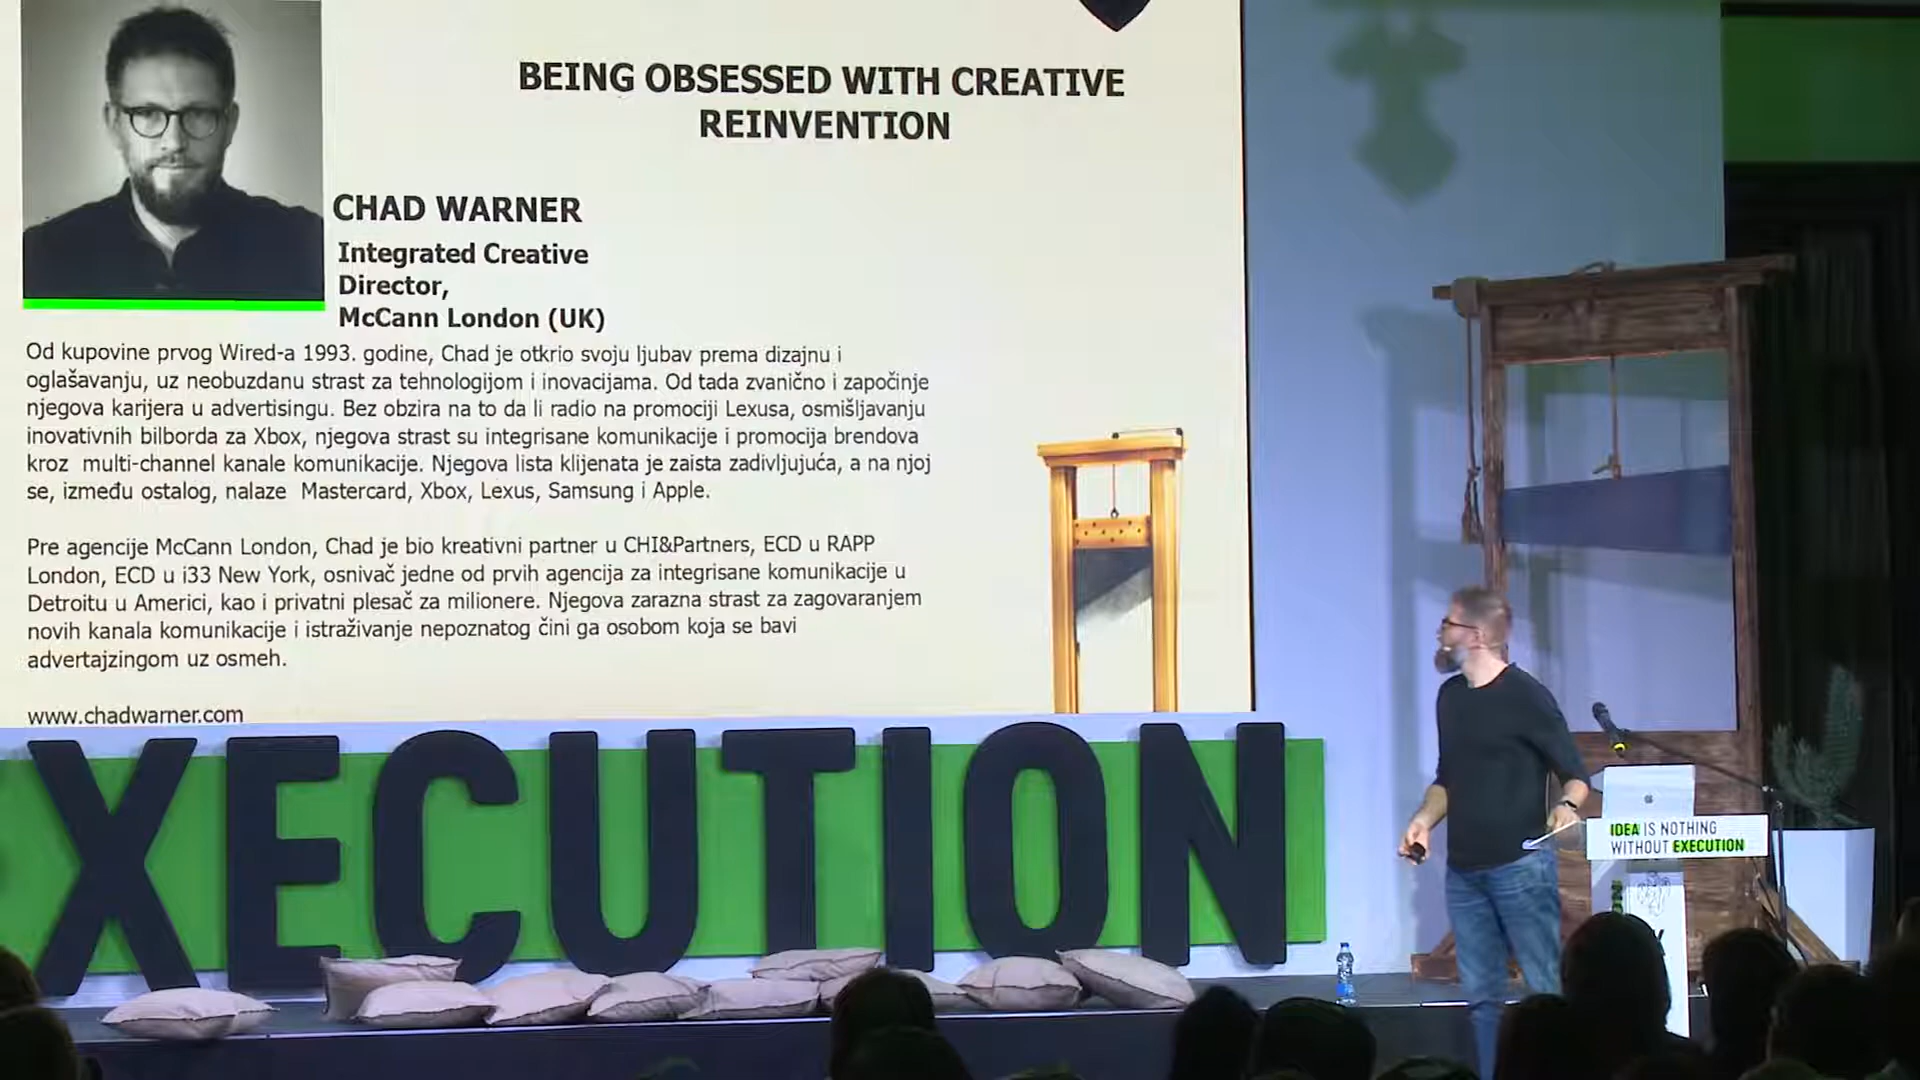 BEING OBSESSED WITH CREATIVE
REINVENTION
CHAD WARNER
Integrated Creative
Director,
McCann London (UK)
Od kupovine prvog Wired-a 1993. godine, Chad je otkrio svoju ljubav prema dizajnu i
oglašavanju, uz neobuzdanu strast za tehnologijom i inovacijama. Od tada zvanično i započinje
njegova karijera u advertisingu. Bez obzira na to da li radio na promociji Lexusa, osmišljavanju
inovativnih bilborda za Xbox, njegova strast su integrisane komunikacije i promocija brendova
kroz multi-channel kanale komunikacije. Njegova lista klijenata je zaista zadivljujuća, a na njoj
se, između ostalog, nalaze Mastercard, Xbox, Lexus, Samsung i Apple.
Pre agencije McCann London, Chad je bio kreativni partner u CHI&Partners, ECD u RAPP
London, ECD u i33 New York, osnivač jedne od prvih agencija za integrisane komunikacije u
Detroitu u Americi, kao i privatni plesač za milionere. Njegova zarazna strast za zagovaranjem
novih kanala komunikacije i istraživanje nepoznatog čini ga osobom koja se bavi
advertajzingom uz osmeh.
www.chadwarner.com
XECUTION
IDEA IS NOTHING
WITHOUT EXECUTION